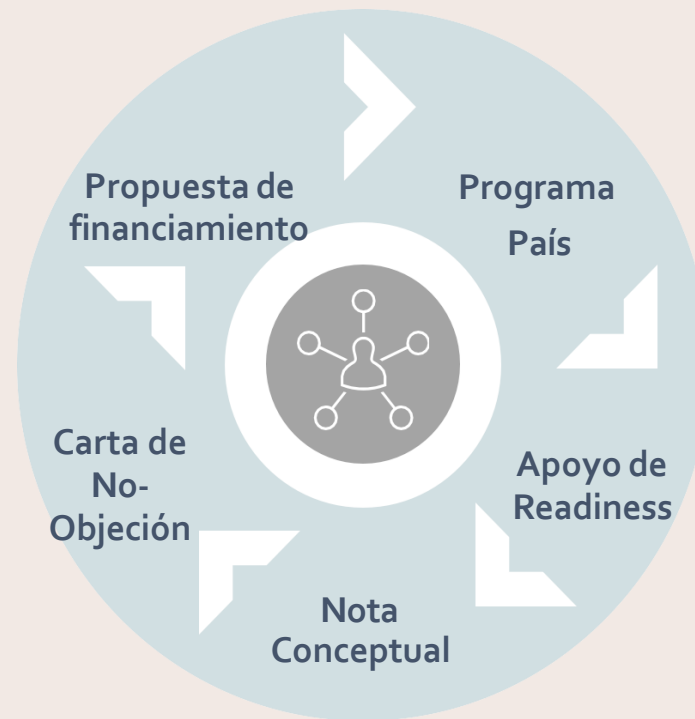 Propuesta de
financiamiento
Programa
País
Apoyo de
Readiness
Nota
Conceptual
Carta de
No-
Objeción